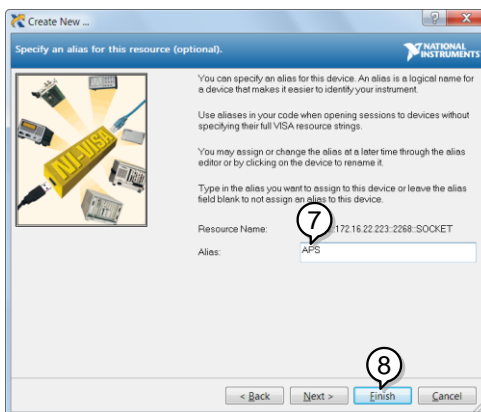 Create New ...
Specify an alias for this resource (optional).
NATIONAL
INSTRUMENTS
You can specify an alias for this device. An alias is a logical name for
a device that makes it easier to identify your instrument.
Use aliases in your code when opening sessions to devices without
specifying their full VISA resource strings.
You may assign or change the alias at a later time through the alias
editor or by clicking on the device to rename it.
Type in the alias you want to assign to this device or leave the alias
field blank to not assign an alias to this device.
NI-VISA
7
Resource Name: 172.16.22.223::2268::SOCKET
Alias: APS
8
< Back Next > Finish Cancel